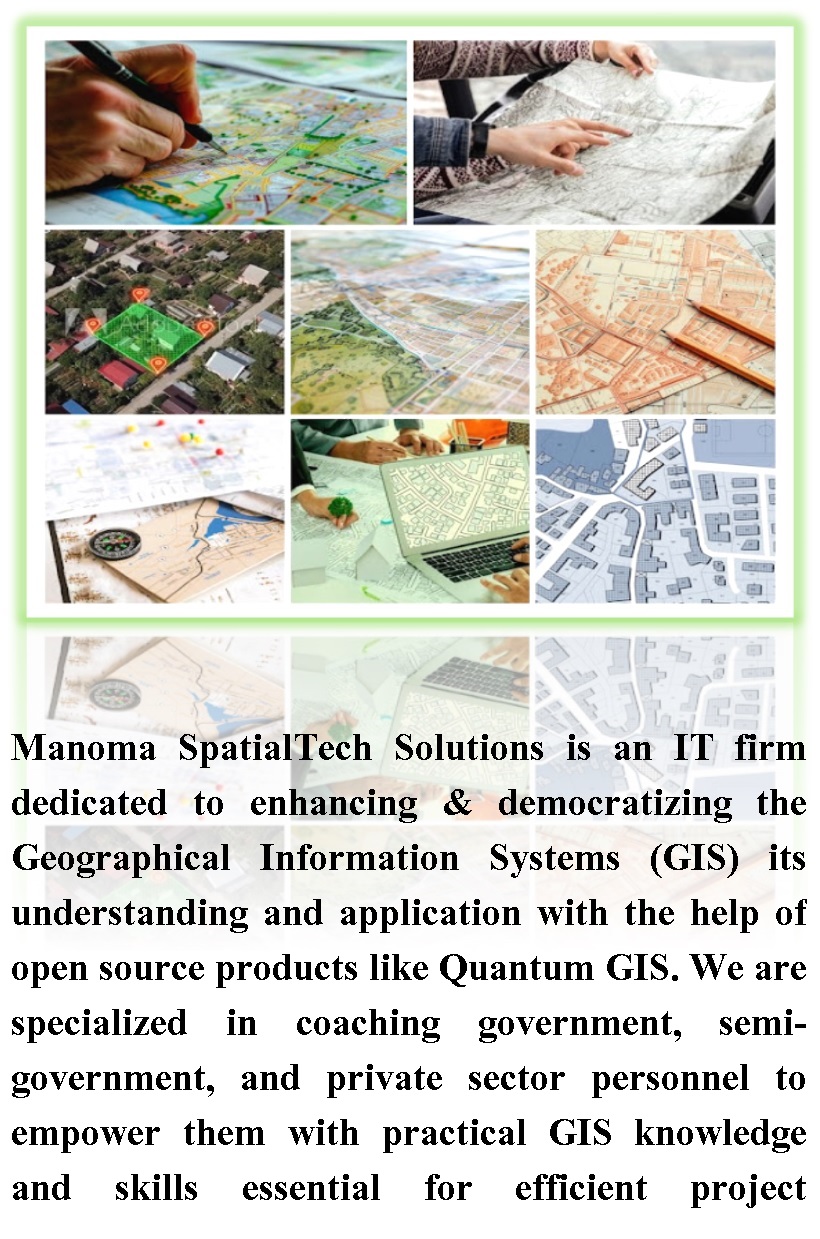 Manoma SpatialTech Solutions is an IT firm
dedicated to enhancing & democratizing the
Geographical Information Systems (GIS) its
understanding and application with the help of
open source products like Quantum GIS. We are
specialized in coaching government, semi-
government, and private sector personnel to
empower them with practical GIS knowledge
and skills essential for efficient project